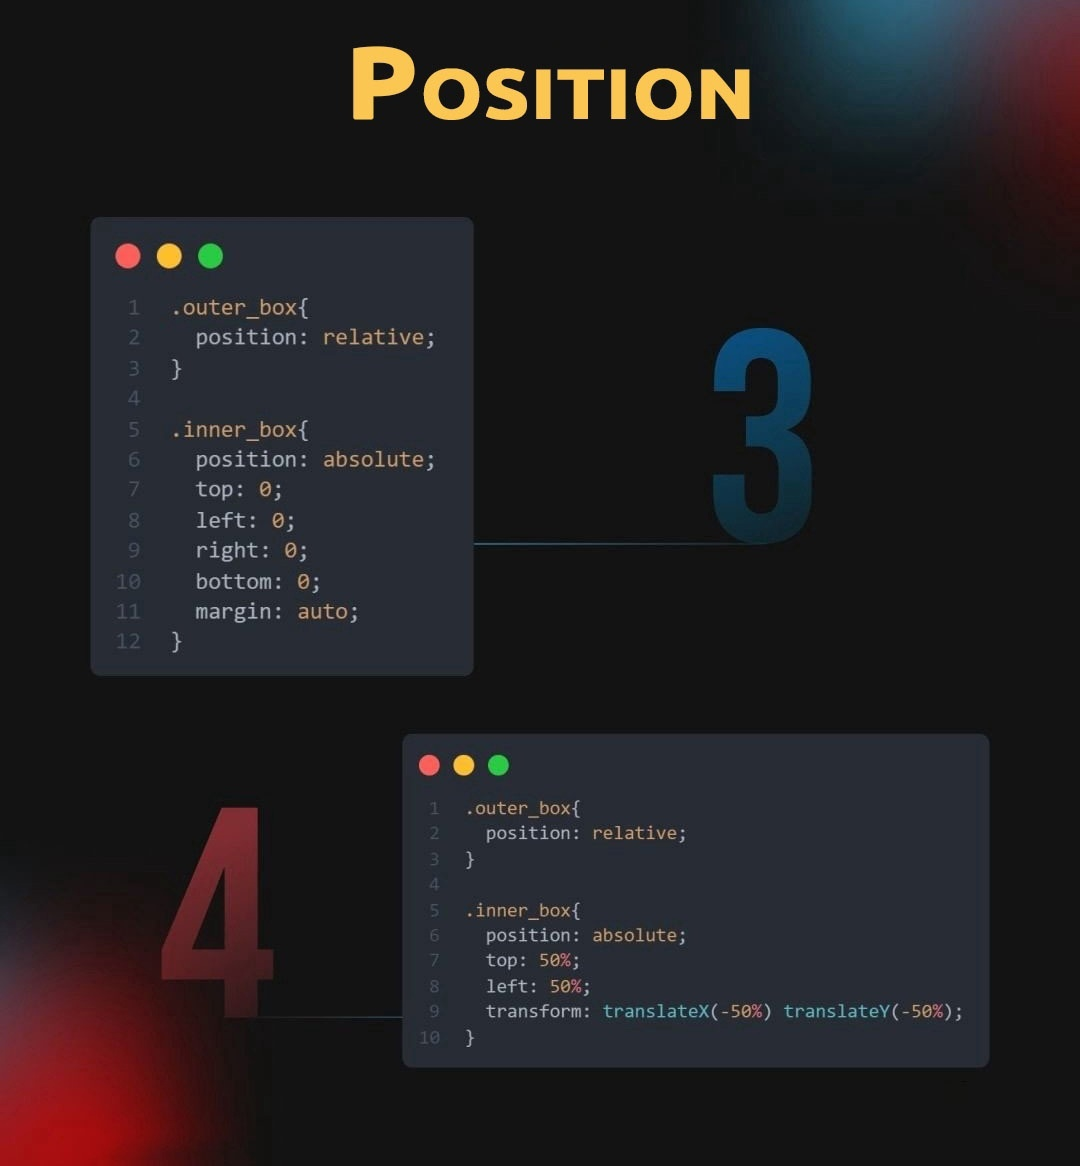 POSITION
1 .outer_box{
2 position: relative;
3 }
4
5 .inner_box{
6 position: absolute;
7 top: 0;
8 left: 0;
9 right: 0;
10 bottom: 0;
11 margin: auto;
12 }
3
4
1 .outer_box{
2 position: relative;
3 }
4
5 .inner_box{
6 position: absolute;
7 top: 50%;
8 left: 50%;
9 transform: translateX(-50%) translateY(-50%);
10 }